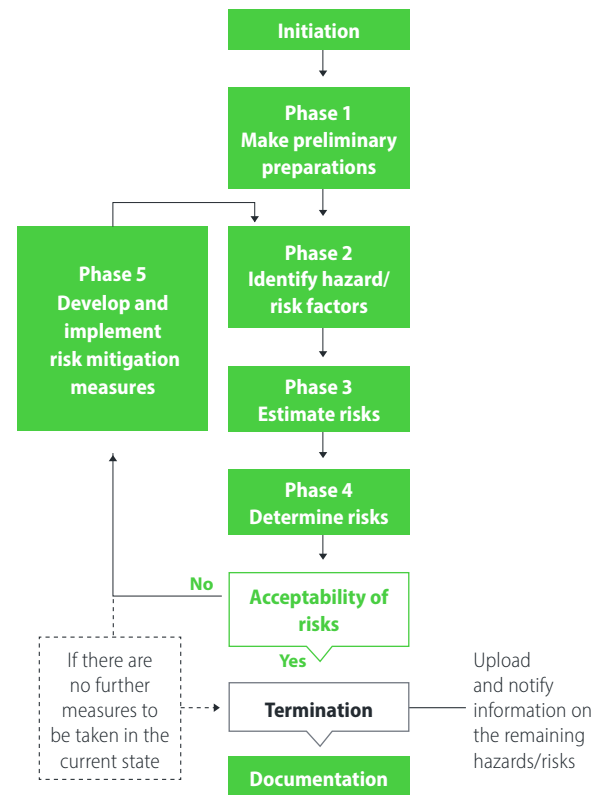 Initiation
Phase 1
Make preliminary
preparations
Phase 2
Identify hazard/
risk factors
Phase 5
Develop and
implement
risk mitigation
measures
Phase 3
Estimate risks
Phase 4
Determine risks
No
Acceptability of
risks
Yes
If there are
no further
measures to
be taken in the
current state
Termination
Upload
and notify
information on
the remaining
hazards/risks
Documentation